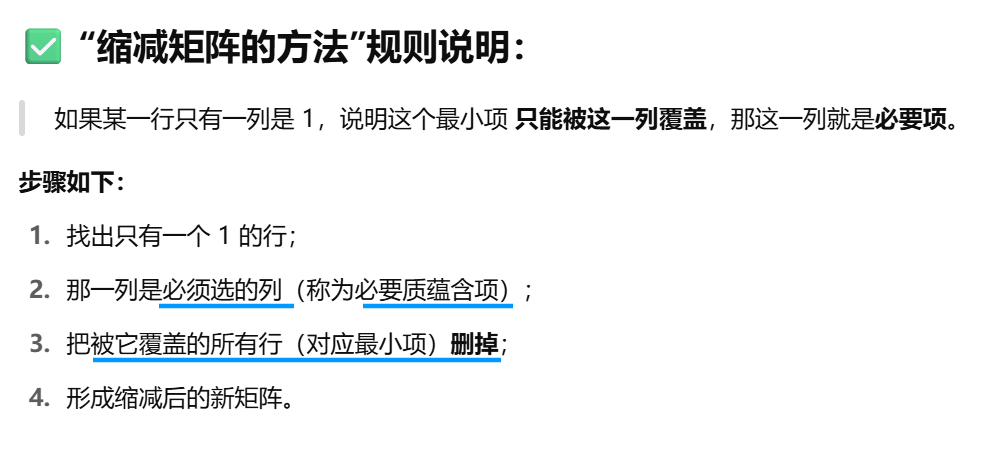 ✅ “缩减矩阵的方法”规则说明：
如果某一行只有一列是 1，说明这个最小项 只能被这一列覆盖，那这一列就是必要项。
步骤如下：
1. 找出只有一个 1 的行；
2. 那一列是必须选的列（称为必要质蕴含项）；
3. 把被它覆盖的所有行（对应最小项）删掉；
4. 形成缩减后的新矩阵。